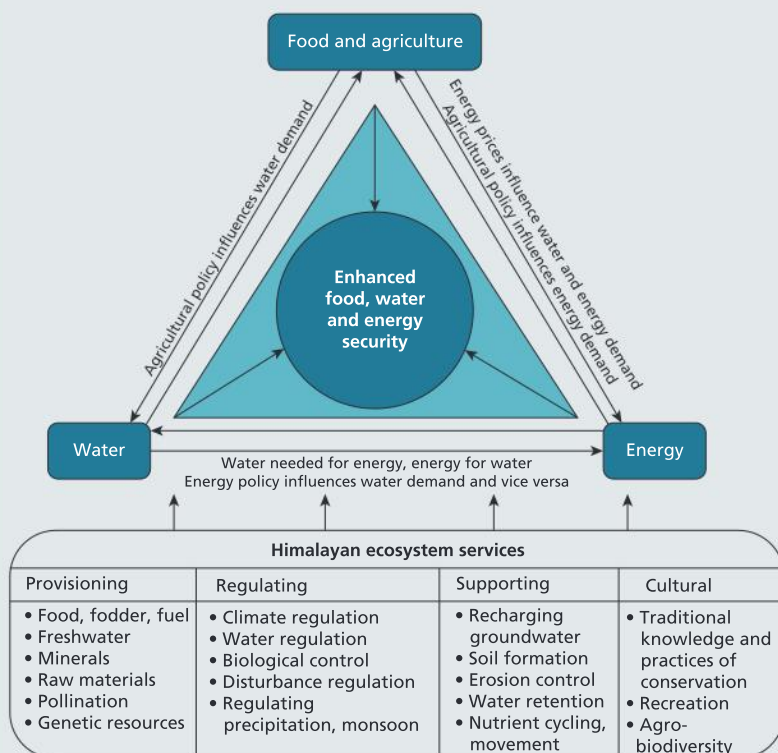 Food and agriculture
Agricultural policy influences water demand
Energy prices influence water and energy demand
Agricultural policy influences energy demand
Enhanced
food, water
and energy
security
Water
Energy
Water needed for energy, energy for water
Energy policy influences water demand and vice versa
Himalayan ecosystem services
Provisioning
• Food, fodder, fuel
• Freshwater
• Minerals
• Raw materials
• Pollination
• Genetic resources
Regulating
• Climate regulation
• Water regulation
• Biological control
• Disturbance regulation
• Regulating
precipitation, monsoon
Supporting
• Recharging
groundwater
• Soil formation
• Erosion control
• Water retention
• Nutrient cycling,
movement
Cultural
• Traditional
knowledge and
practices of
conservation
• Recreation
• Agro-
biodiversity